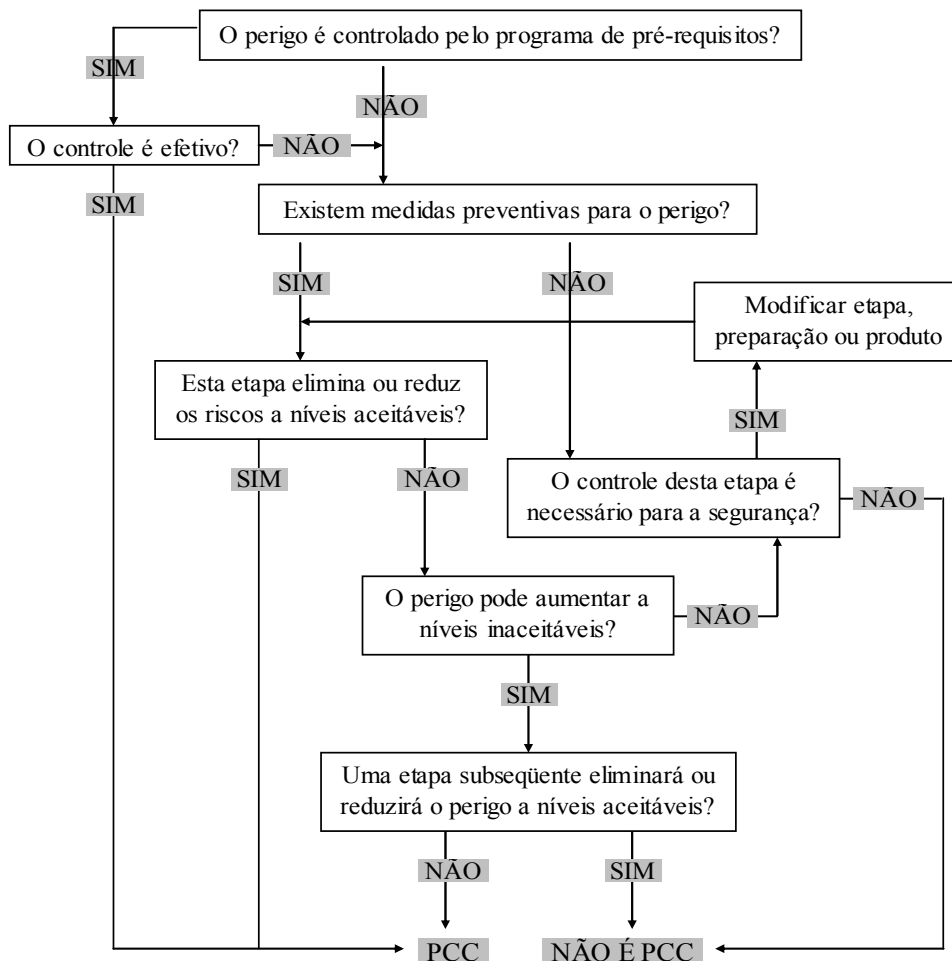 O perigo é controlado pelo programa de pré-requisitos?
SIM
NÃO
O controle é efetivo?
NÃO
SIM
Existem medidas preventivas para o perigo?
SIM
NÃO
Modificar etapa,
preparação ou produto
Esta etapa elimina ou reduz
os riscos a níveis aceitáveis?
SIM
SIM
NÃO
O controle desta etapa é
necessário para a segurança?
NÃO
O perigo pode aumentar a
níveis inaceitáveis?
NÃO
SIM
Uma etapa subseqüente eliminará ou
reduzirá o perigo a níveis aceitáveis?
NÃO
SIM
PCC
NÃO É PCC